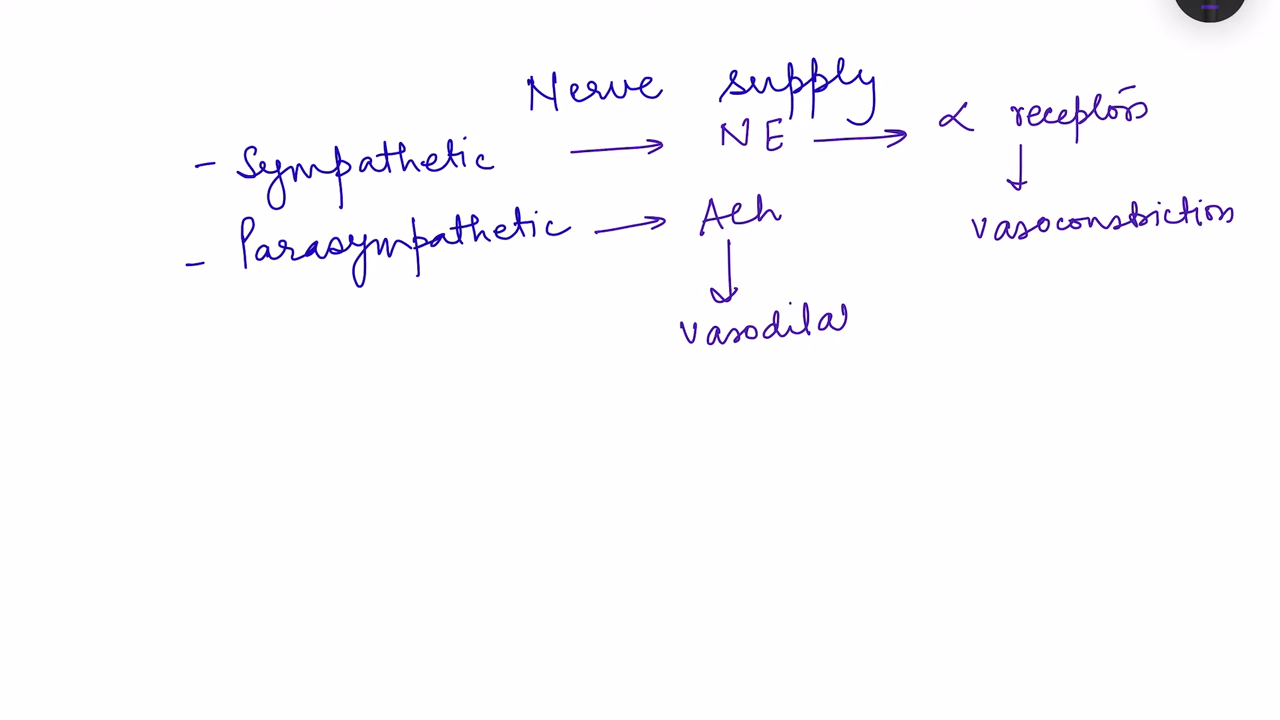 Nerve supply
- Sympathetic → NE → α receptors
↓
- Parasympathetic → Ach vasoconstriction
↓
vasodila